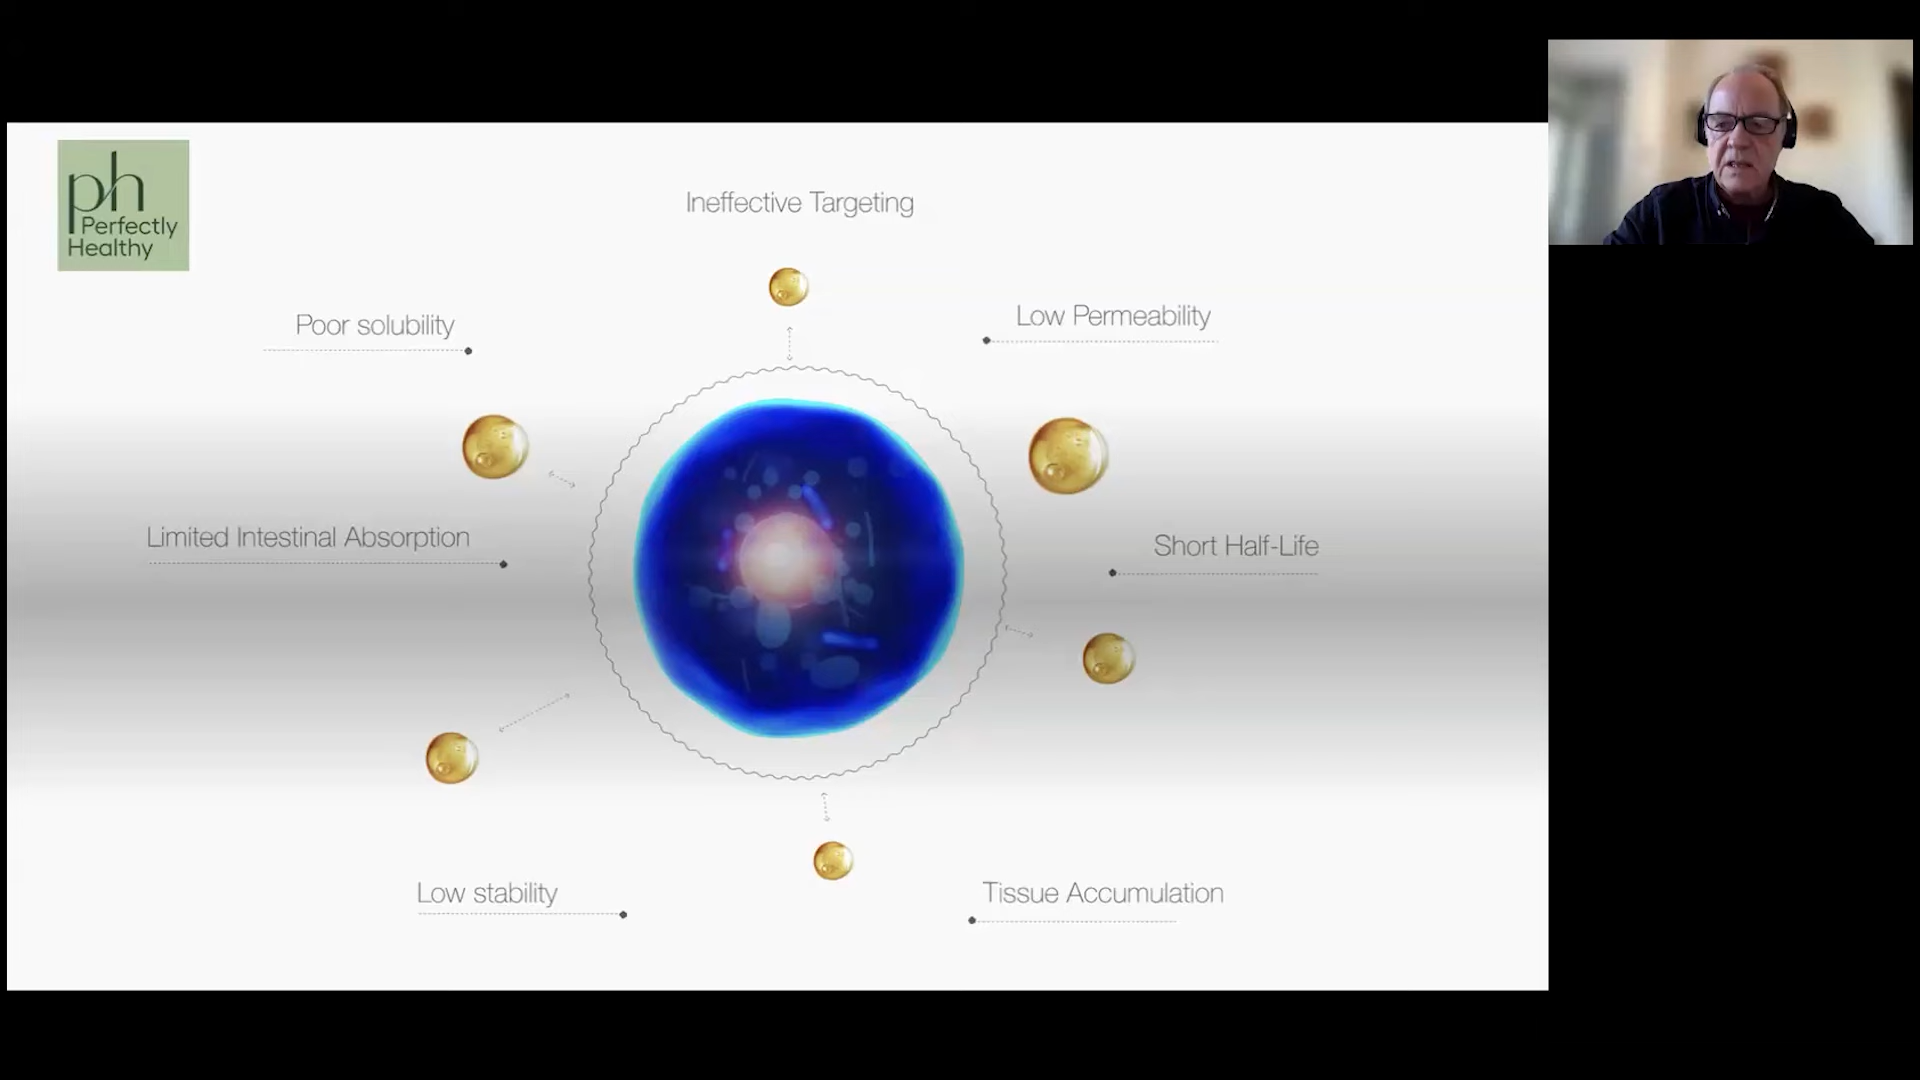 ph
Perfectly
Healthy
Ineffective Targeting
Poor solubility
Low Permeability
Limited Intestinal Absorption
Short Half-Life
Low stability
Tissue Accumulation